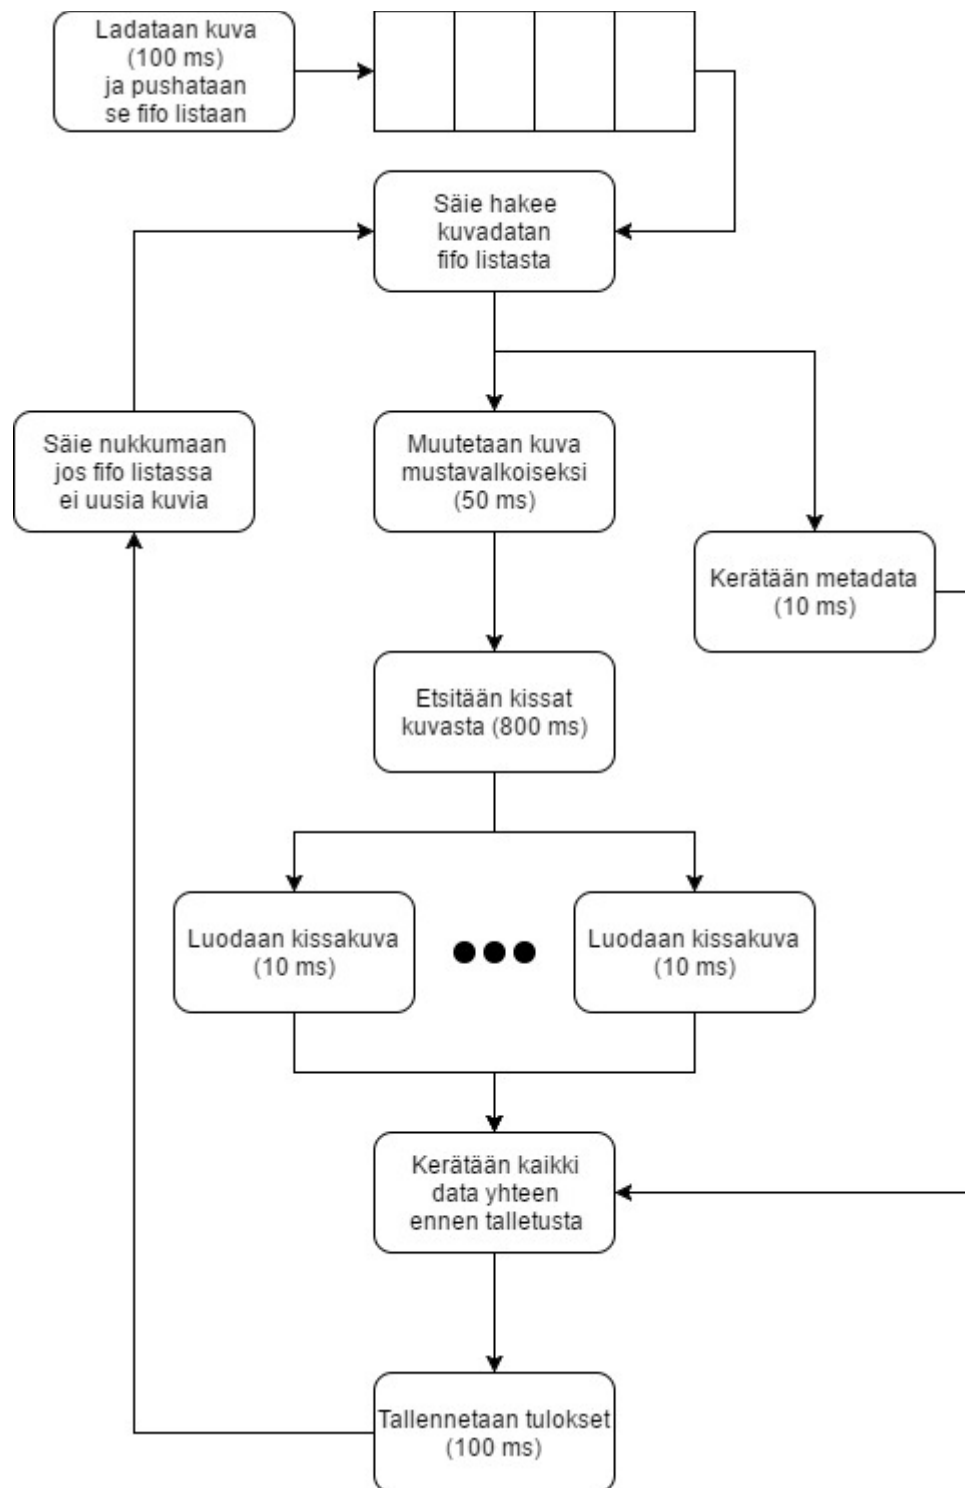 Ladataan kuva
(100 ms)
ja pushataan
se fifo listaan
Säie hakee
kuvadatan
fifo listasta
Säie nukkumaan
jos fifo listassa
ei uusia kuvia
Muutetaan kuva
mustavalkoiseksi
(50 ms)
Kerätään metadata
(10 ms)
Etsitään kissat
kuvasta (800 ms)
Luodaan kissakuva
(10 ms)
Luodaan kissakuva
(10 ms)
Kerätään kaikki
data yhteen
ennen talletusta
Tallennetaan tulokset
(100 ms)